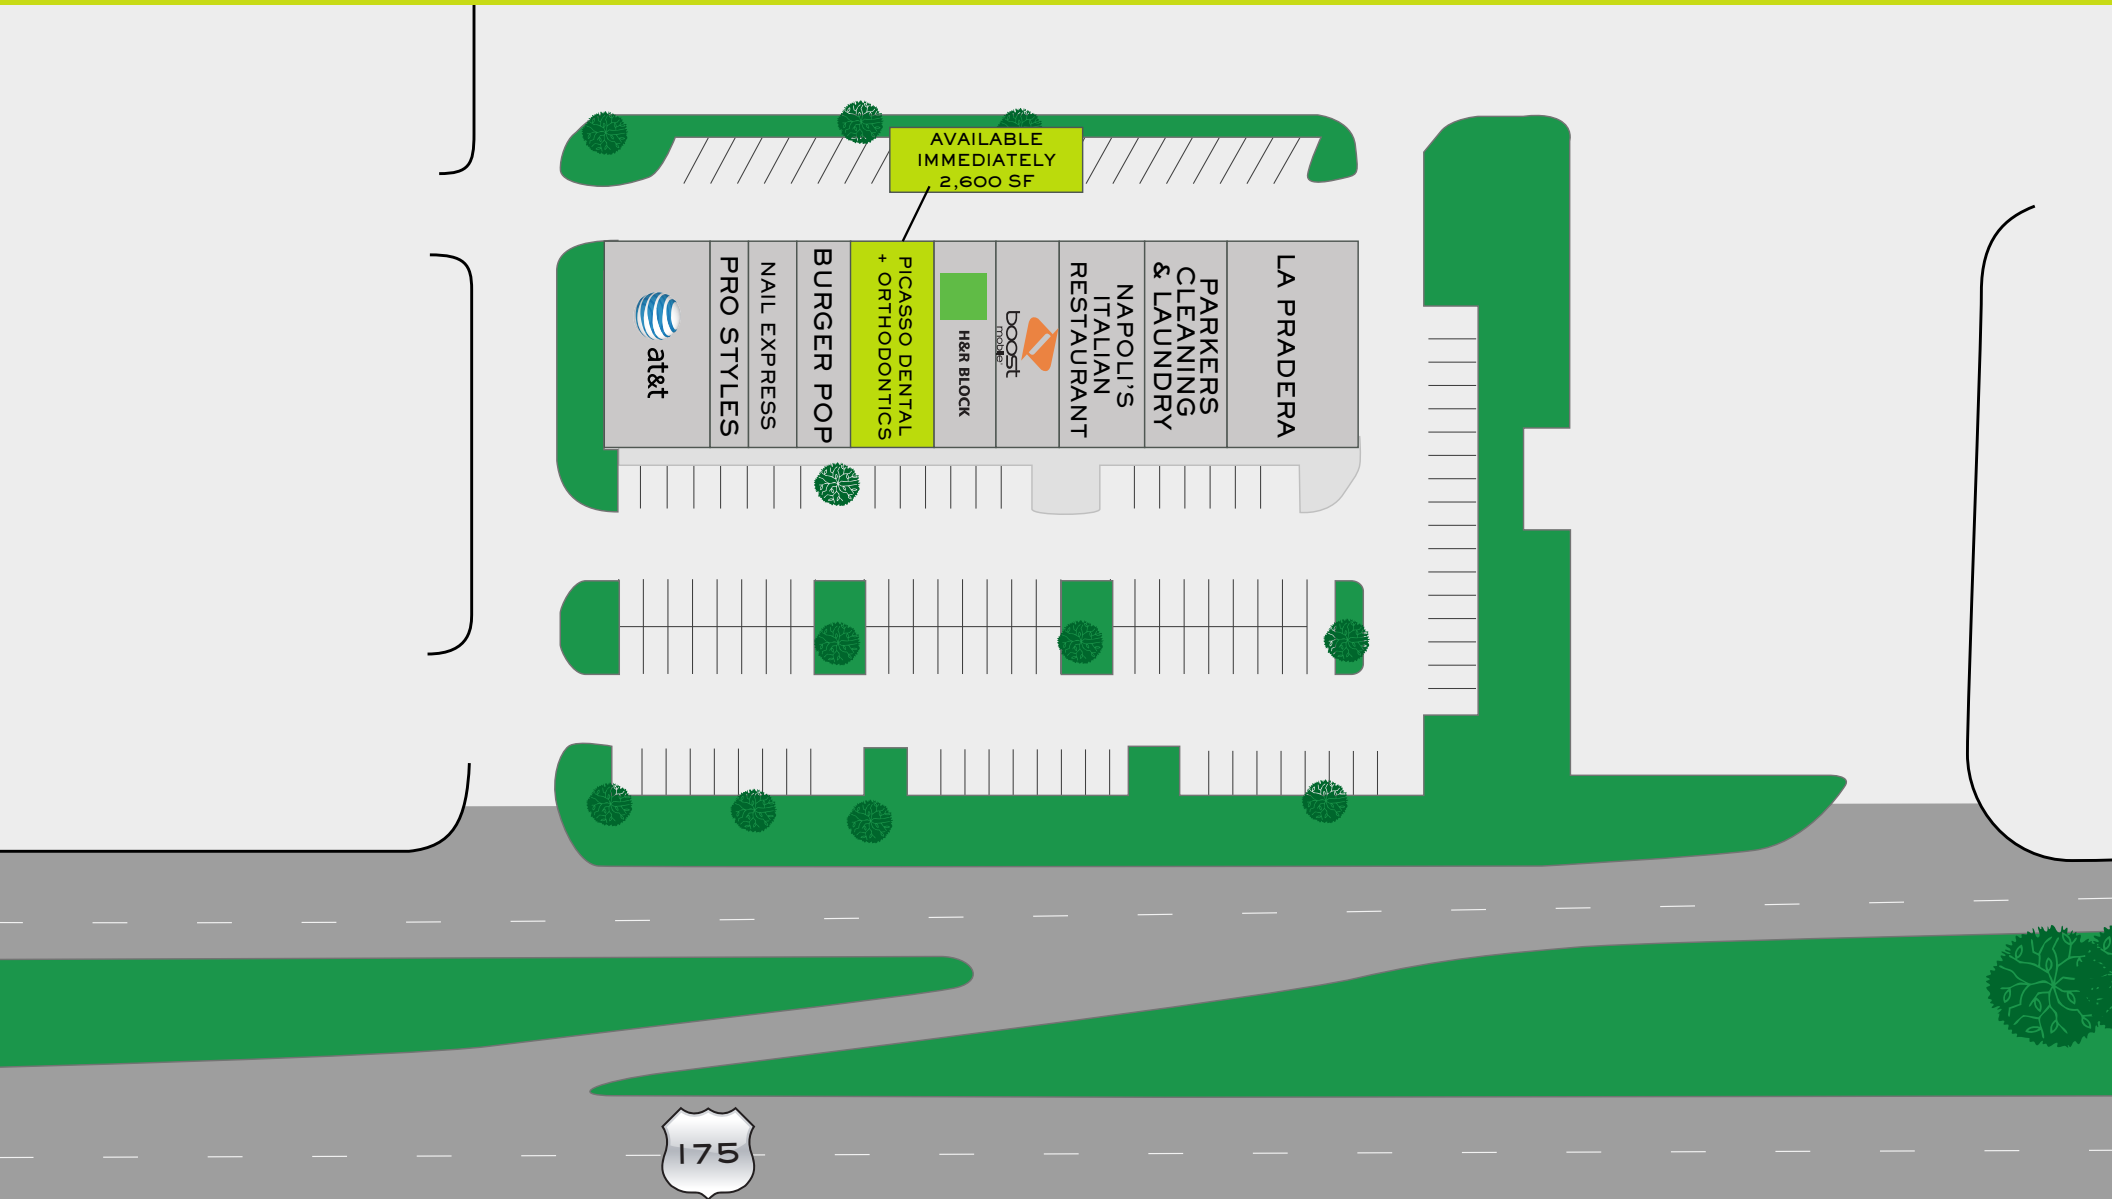 AVAILABLE
IMMEDIATELY
2,600 SF
at&t
PRO STYLES
NAIL EXPRESS
BURGER POP
PICASSO DENTAL
+ ORTHODONTICS
H&R BLOCK
boost
mobile
NAPOLI'S
ITALIAN
RESTAURANT
PARKERS
CLEANING
& LAUNDRY
LA PRADERA
175